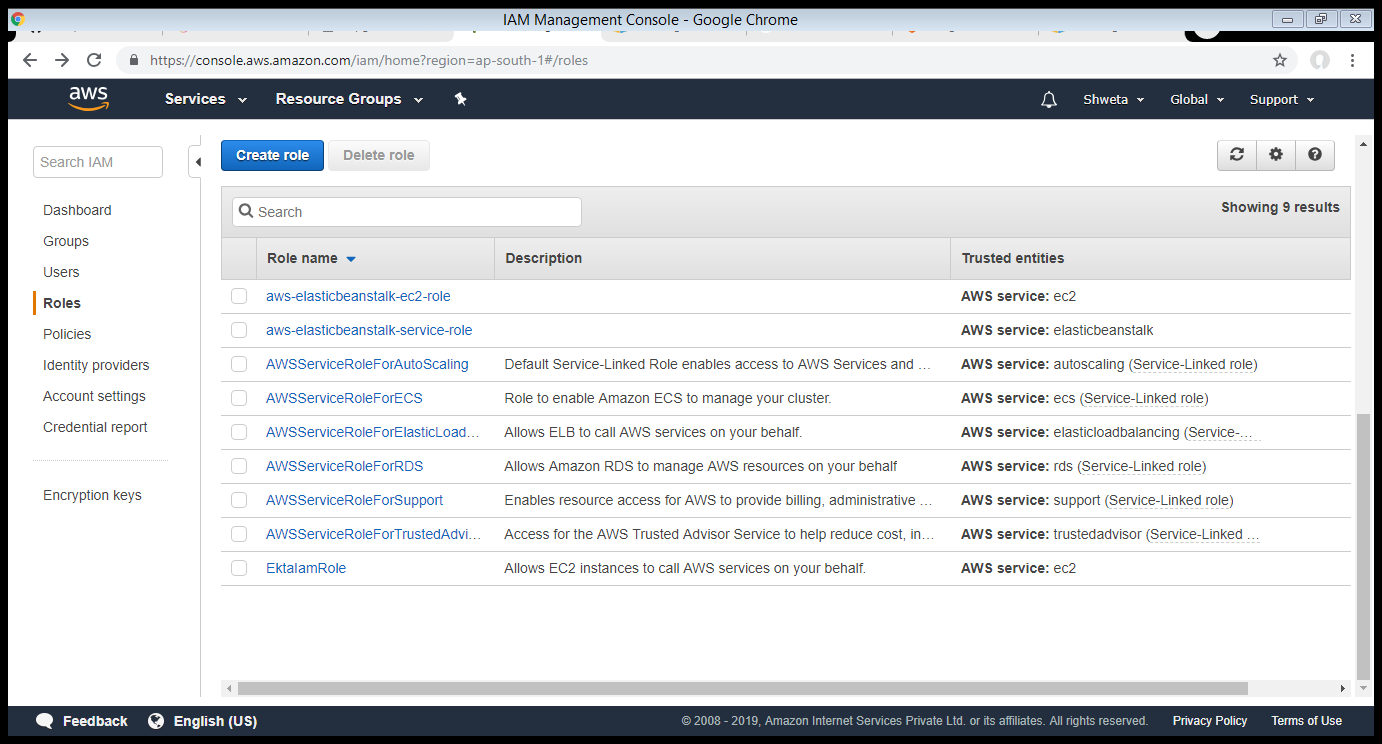 IAM Management Console - Google Chrome
https://console.aws.amazon.com/iam/home?region=ap-south-1#/roles
aws Services Resource Groups Shweta Global Support
Search IAM
Dashboard
Groups
Users
Roles
Policies
Identity providers
Account settings
Credential report
Encryption keys
Create role Delete role
Search Showing 9 results
Role name Description Trusted entities
aws-elasticbeanstalk-ec2-role AWS service: ec2
aws-elasticbeanstalk-service-role AWS service: elasticbeanstalk
AWSServiceRoleForAutoScaling Default Service-Linked Role enables access to AWS Services and … AWS service: autoscaling (Service-Linked role)
AWSServiceRoleForECS Role to enable Amazon ECS to manage your cluster. AWS service: ecs (Service-Linked role)
AWSServiceRoleForElasticLoad… Allows ELB to call AWS services on your behalf. AWS service: elasticloadbalancing (Service-…
AWSServiceRoleForRDS Allows Amazon RDS to manage AWS resources on your behalf AWS service: rds (Service-Linked role)
AWSServiceRoleForSupport Enables resource access for AWS to provide billing, administrative … AWS service: support (Service-Linked role)
AWSServiceRoleForTrustedAdvi… Access for the AWS Trusted Advisor Service to help reduce cost, in… AWS service: trustedadvisor (Service-Linked …
EktaIamRole Allows EC2 instances to call AWS services on your behalf. AWS service: ec2
Feedback English (US) © 2008 - 2019, Amazon Internet Services Private Ltd. or its affiliates. All rights reserved. Privacy Policy Terms of Use